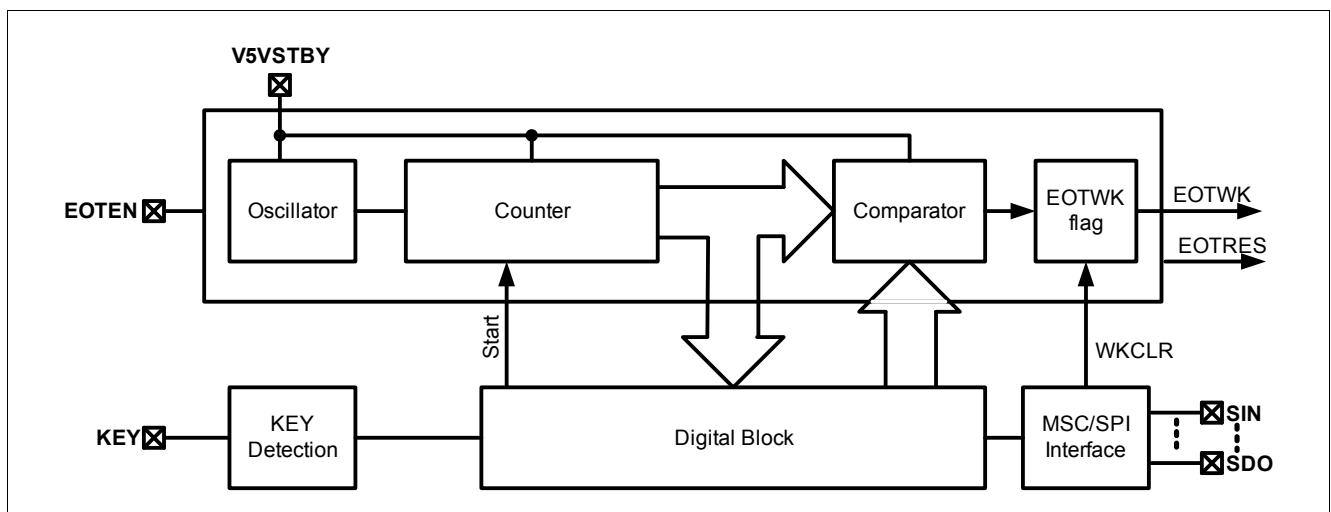 V5VSTBY
EOTEN
Oscillator
Counter
Comparator
EOTWK
flag
EOTWK
EOTRES
Start
WKCLR
KEY
KEY
Detection
Digital Block
MSC/SPI
Interface
SIN
SDO